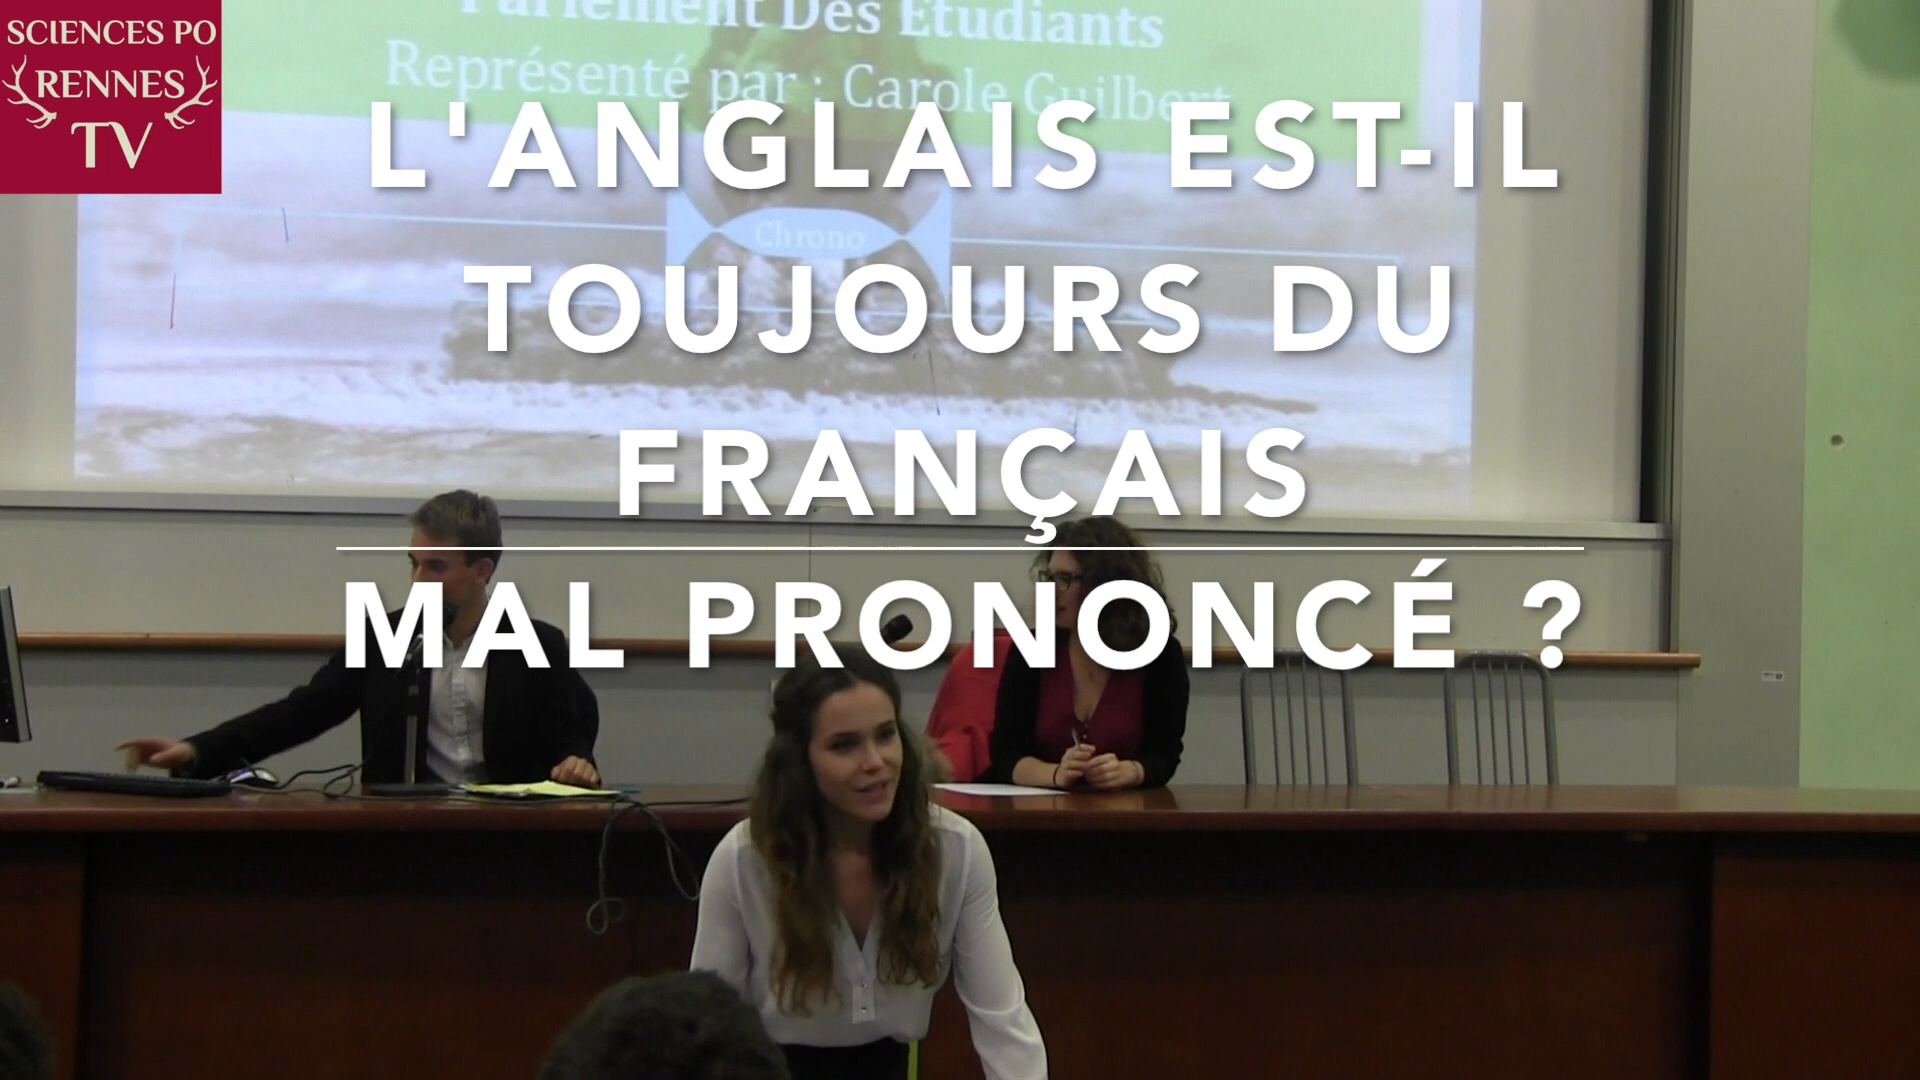 SCIENCES PO
RENNES
TV
Parlement Des Étudiants
Représenté par : Carole Guilbert
L'ANGLAIS EST-IL
Chrono
TOUJOURS DU
FRANÇAIS
MAL PRONONCÉ ?